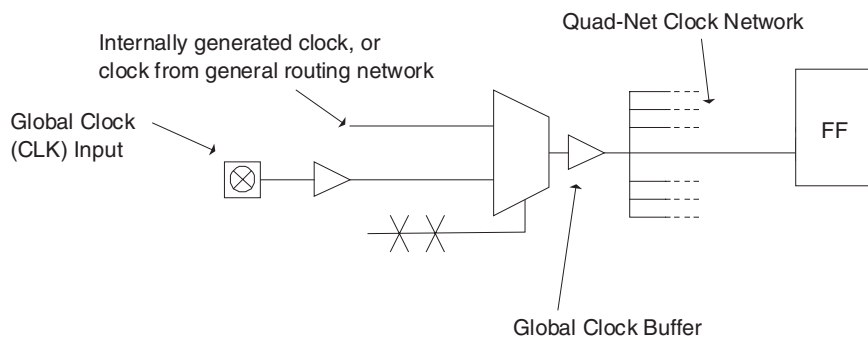 Quad-Net Clock Network
Internally generated clock, or
clock from general routing network
Global Clock
(CLK) Input
FF
Global Clock Buffer